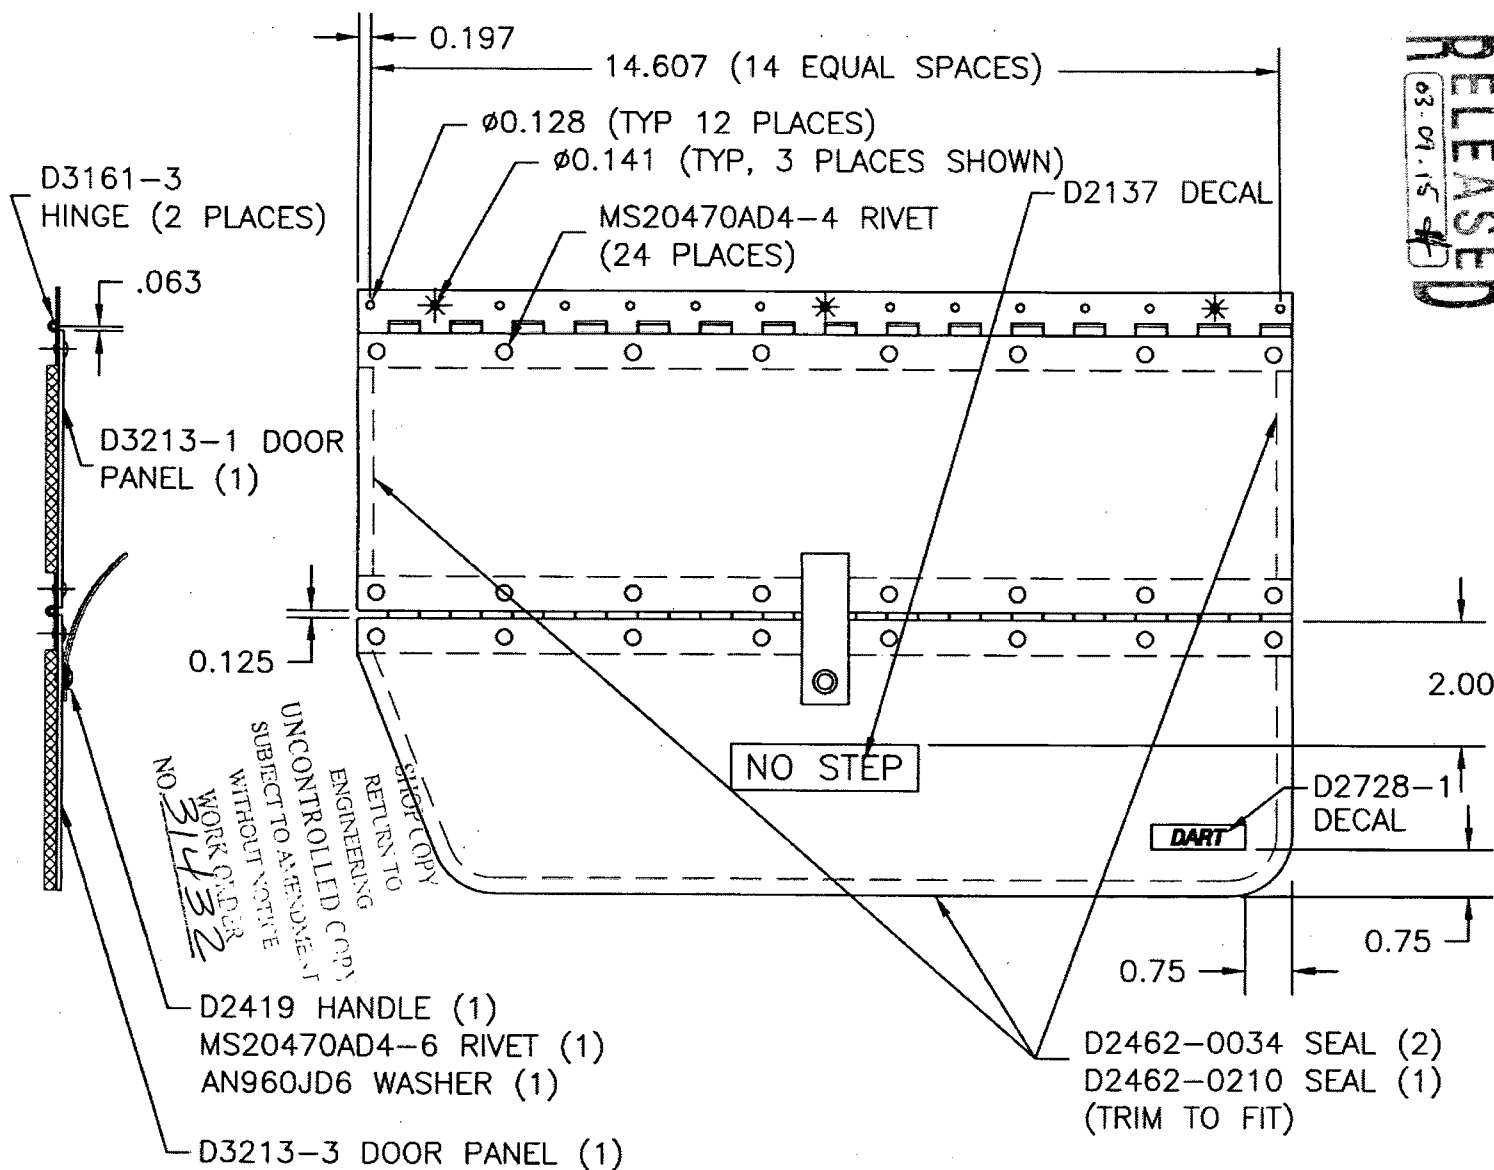 0.197
14.607 (14 EQUAL SPACES)
ø0.128 (TYP 12 PLACES)
ø0.141 (TYP, 3 PLACES SHOWN)
D3161-3
HINGE (2 PLACES)
MS20470AD4-4 RIVET
(24 PLACES)
D2137 DECAL
RELEASED
.063
D3213-1 DOOR
PANEL (1)
0.125
2.00
NO STEP
D2728-1
DECAL
DART
0.75
0.75
SHOP COPY
RETURN TO
ENGINEERING
UNCONTROLLED COPY
SUBJECT TO AMENDMENT
WITHOUT NOTICE
WORK ORDER
NO. 31432
D2419 HANDLE (1)
MS20470AD4-6 RIVET (1)
AN960JD6 WASHER (1)
D3213-3 DOOR PANEL (1)
D2462-0034 SEAL (2)
D2462-0210 SEAL (1)
(TRIM TO FIT)